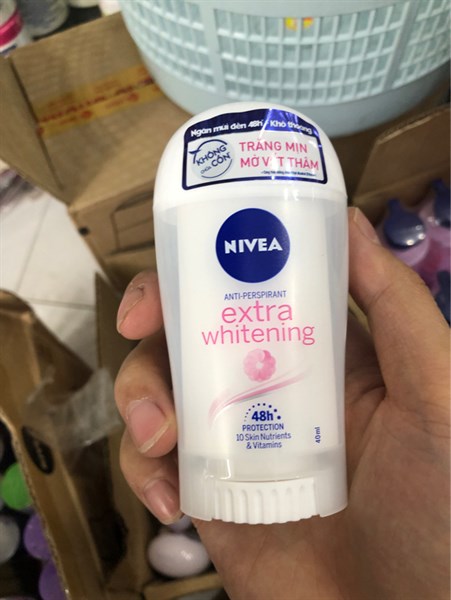 Ngăn mùi đến 48h - Khô thoáng
KHÔNG
CHỨA
CỒN
TRẮNG MỊN
MỜ VẾT THÂM
NIVEA
ANTI-PERSPIRANT
extra
whitening
48h
PROTECTION
10 Skin Nutrients
& Vitamins
40ml